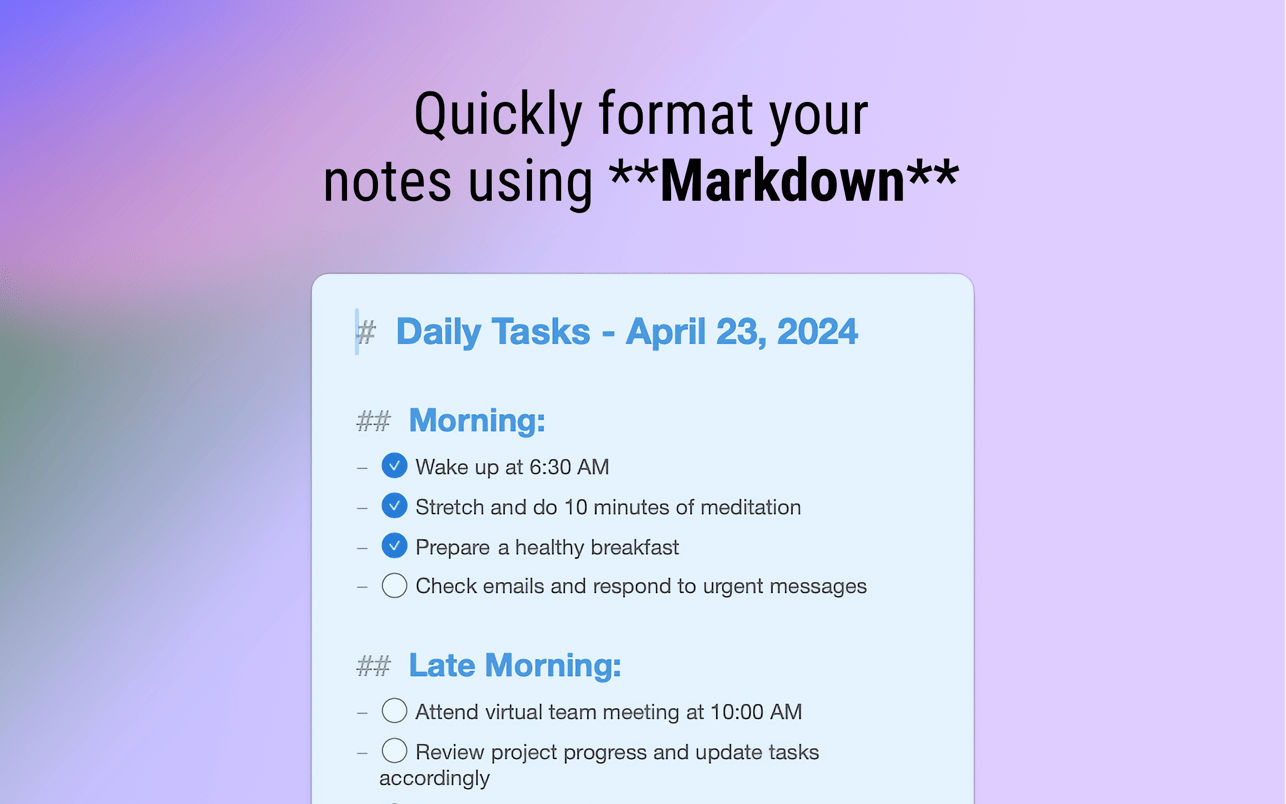 Quickly format your
notes using **Markdown**
# Daily Tasks - April 23, 2024
## Morning:
– Wake up at 6:30 AM
– Stretch and do 10 minutes of meditation
– Prepare a healthy breakfast
– Check emails and respond to urgent messages
## Late Morning:
– Attend virtual team meeting at 10:00 AM
– Review project progress and update tasks
accordingly